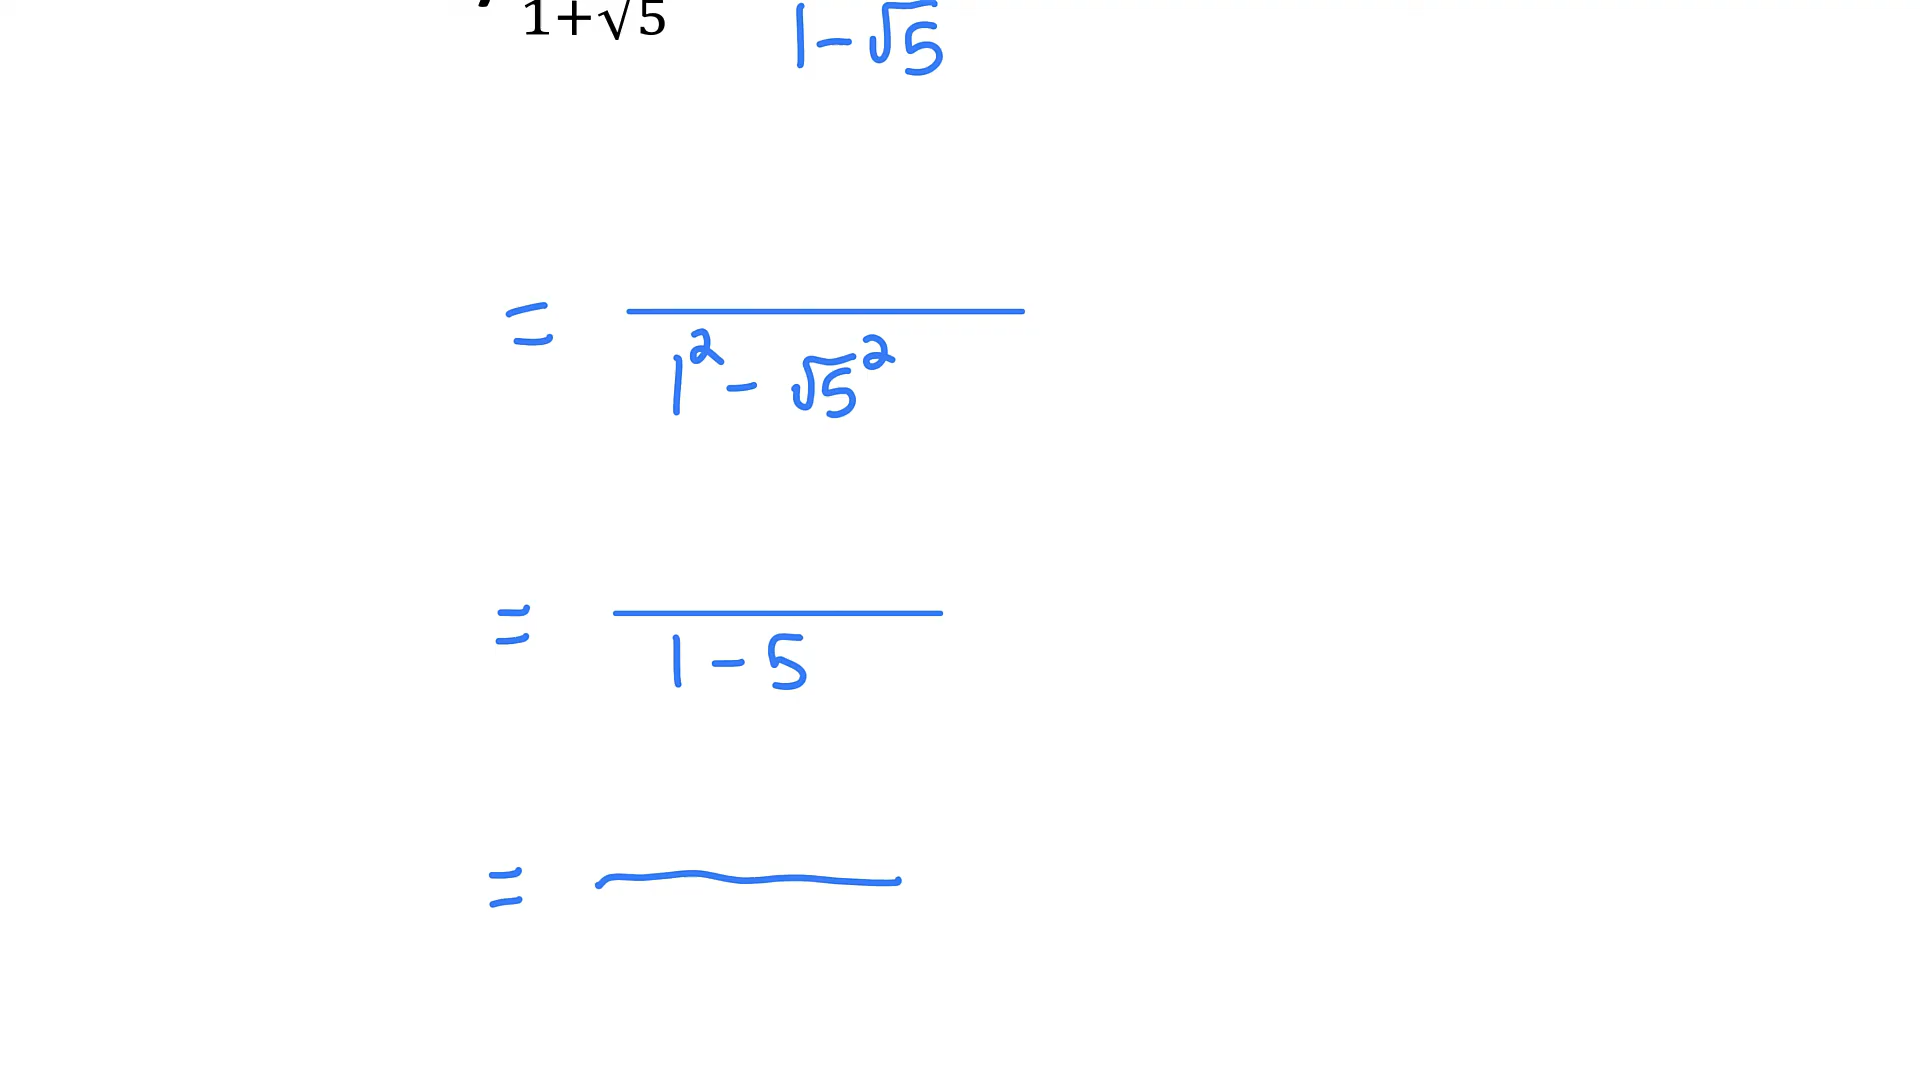 1+√5 1-√5
=
1² - √5²
=
1 - 5
=